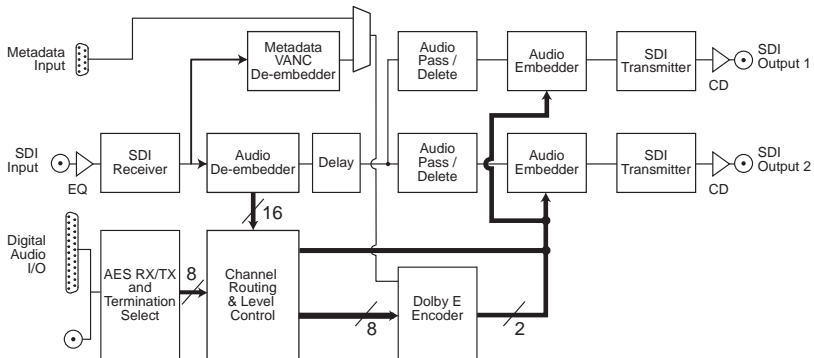 Metadata
Input
Metadata
VANC
De-embedder
Audio
Pass /
Delete
Audio
Embedder
SDI
Transmitter
CD
SDI
Output 1
SDI
Input
EQ
SDI
Receiver
Audio
De-embedder
Delay
Audio
Pass /
Delete
Audio
Embedder
SDI
Transmitter
CD
SDI
Output 2
16
Digital
Audio
I/O
AES RX/TX
and
Termination
Select
8
Channel
Routing
& Level
Control
8
Dolby E
Encoder
2